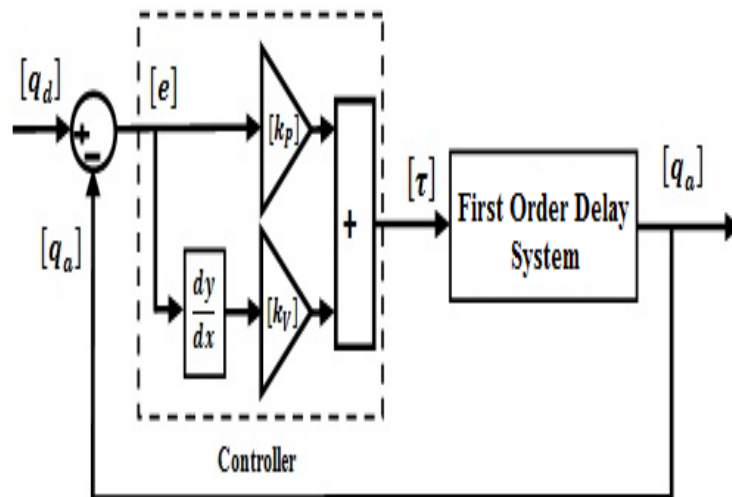 [q_d]
[e]
[k_P]
+
−
[q_a]
dy
dx
[k_V]
+
[τ]
First Order Delay
System
[q_a]
Controller